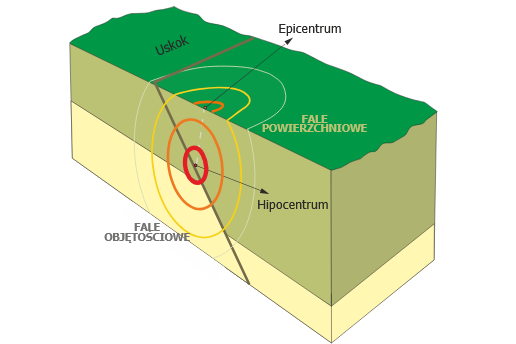 Epicentrum
Uskok
FALE
POWIERZCHNIOWE
Hipocentrum
FALE
OBJĘTOŚCIOWE